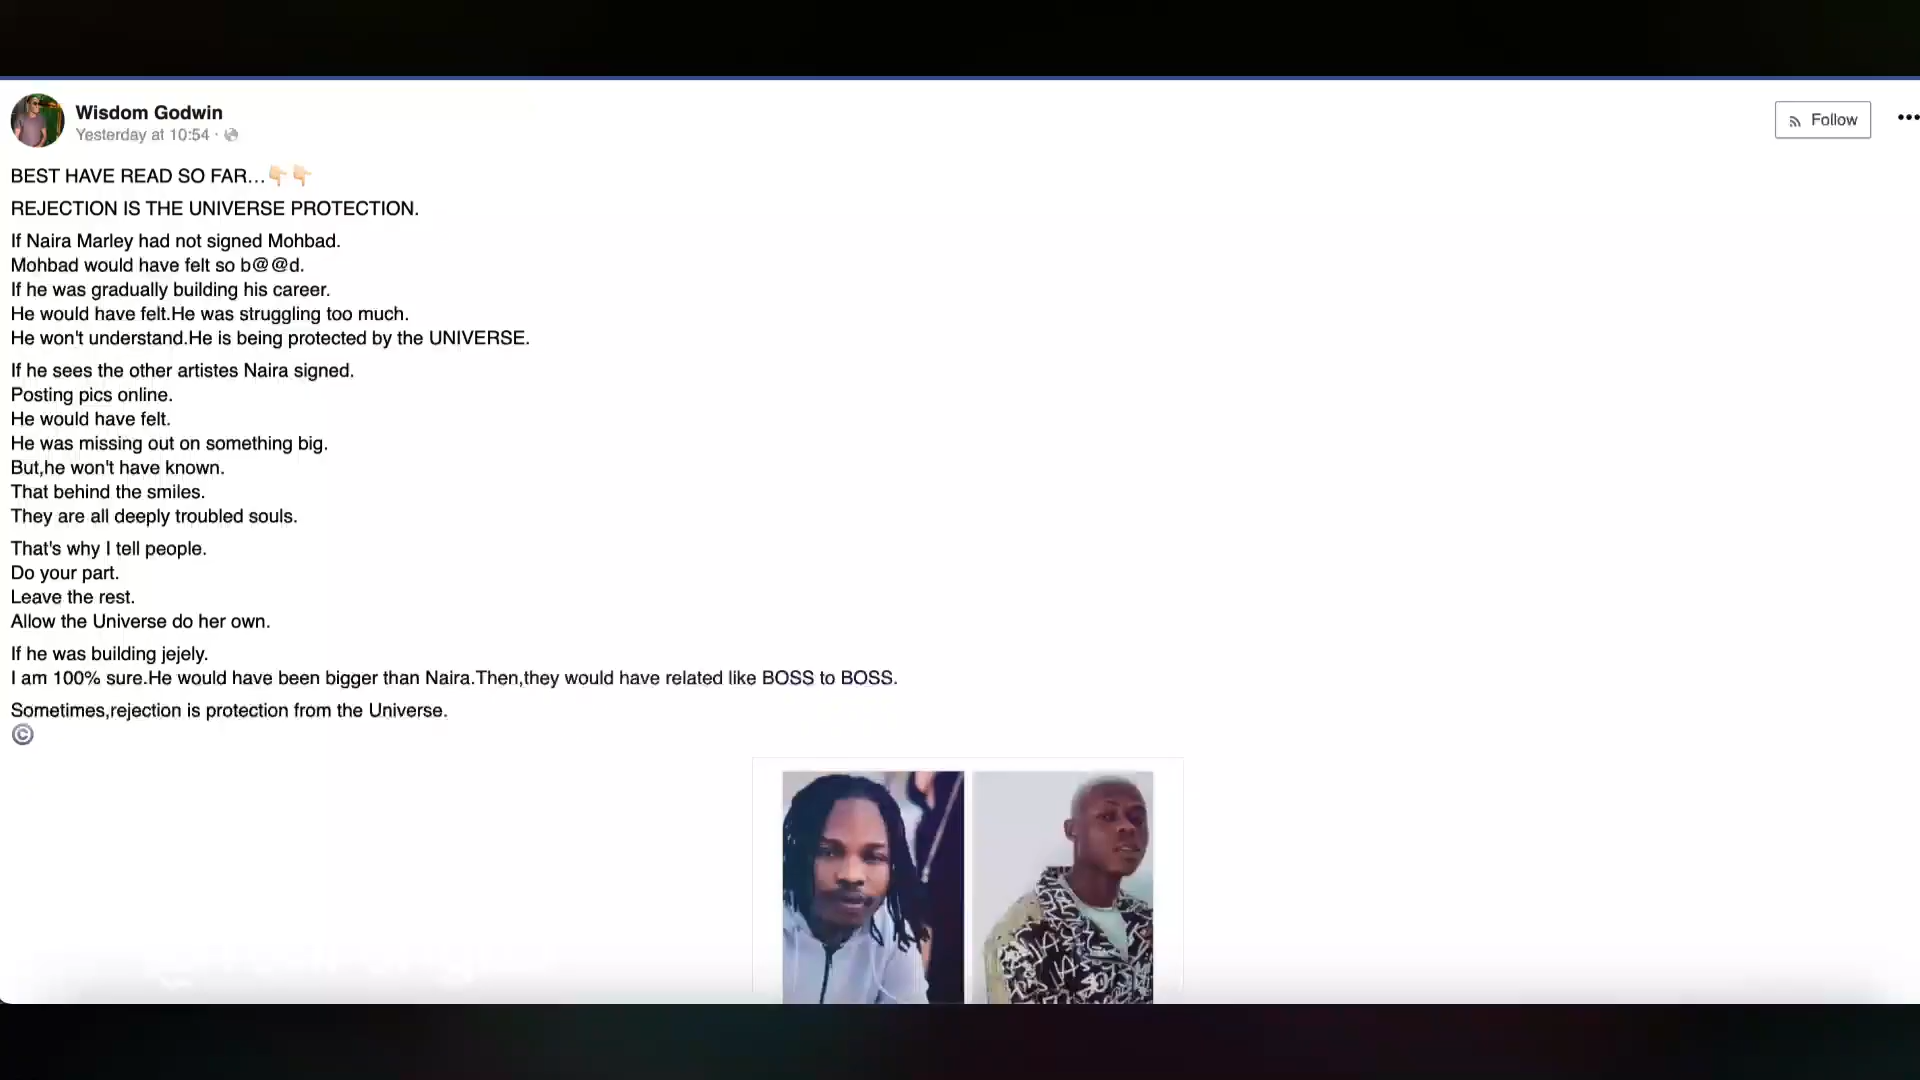 Wisdom Godwin
Yesterday at 10:54 ·
Follow
BEST HAVE READ SO FAR...👇🏻👇🏻
REJECTION IS THE UNIVERSE PROTECTION.
If Naira Marley had not signed Mohbad.
Mohbad would have felt so b@@d.
If he was gradually building his career.
He would have felt.He was struggling too much.
He won't understand.He is being protected by the UNIVERSE.
If he sees the other artistes Naira signed.
Posting pics online.
He would have felt.
He was missing out on something big.
But,he won't have known.
That behind the smiles.
They are all deeply troubled souls.
That's why I tell people.
Do your part.
Leave the rest.
Allow the Universe do her own.
If he was building jejely.
I am 100% sure.He would have been bigger than Naira.Then,they would have related like BOSS to BOSS.
Sometimes,rejection is protection from the Universe.
©